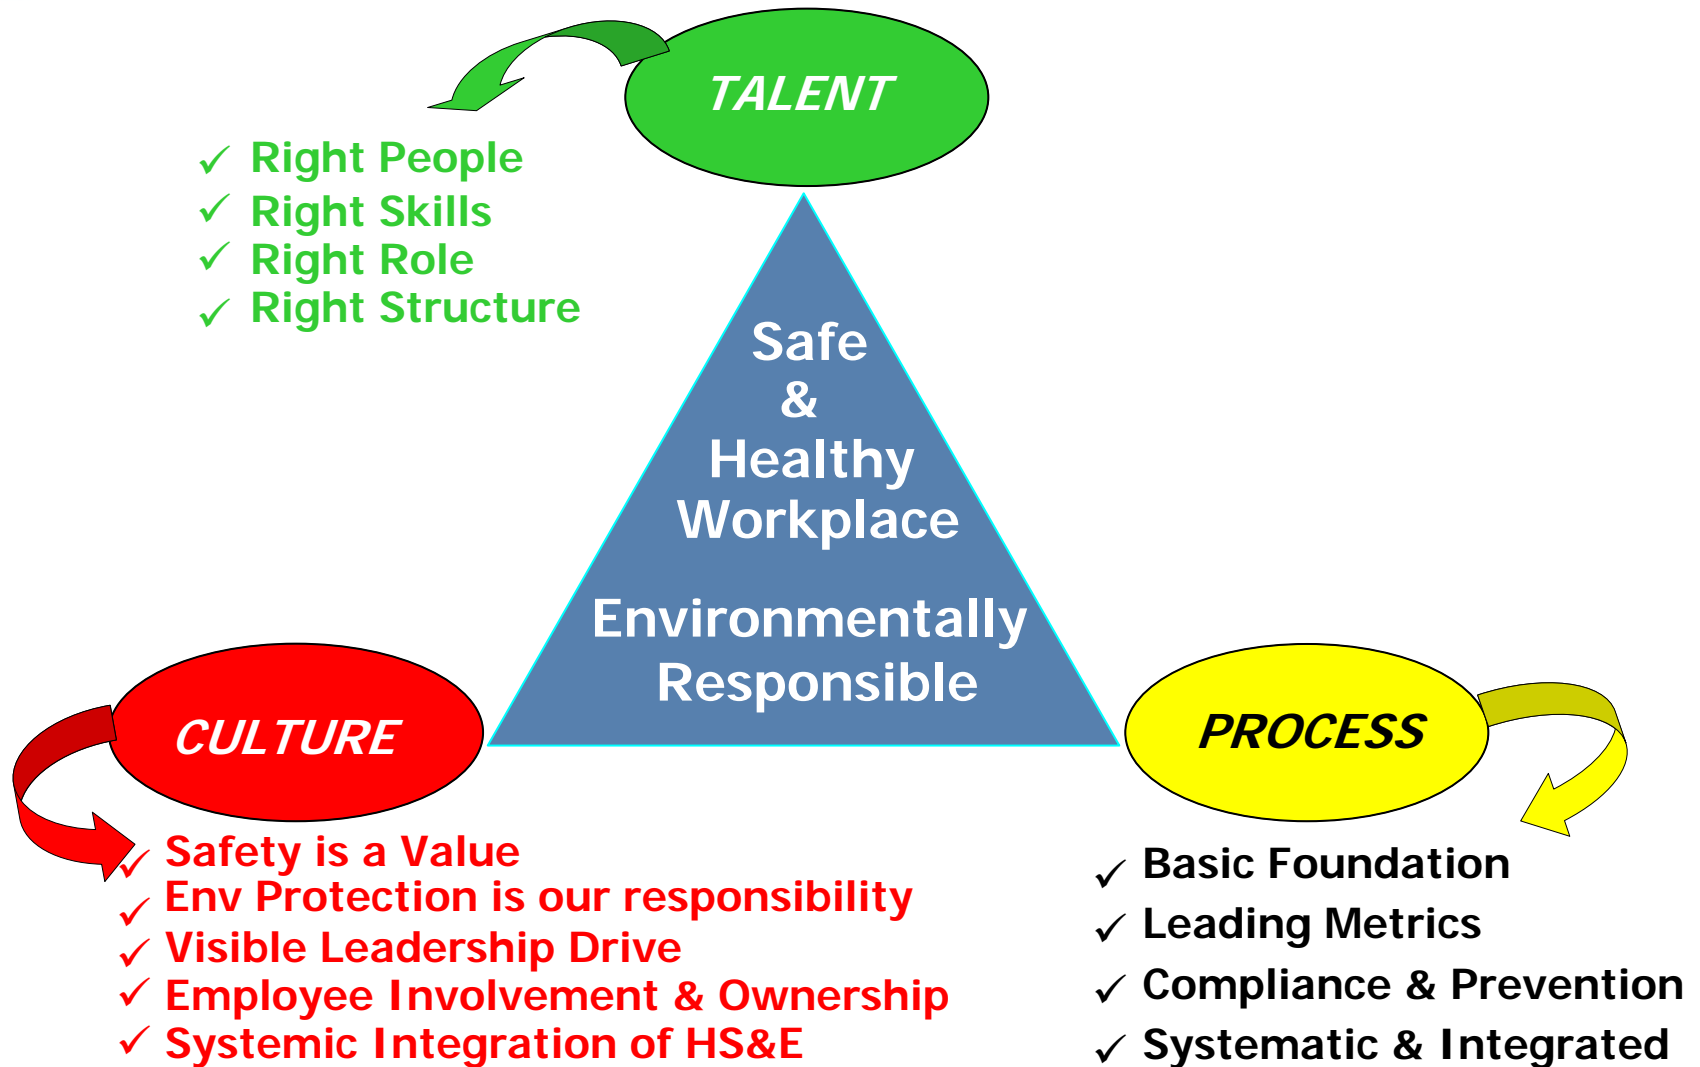 TALENT
Right People
Right Skills
Right Role
Right Structure
Safe
&
Healthy
Workplace
Environmentally
Responsible
CULTURE
Safety is a Value
Env Protection is our responsibility
Visible Leadership Drive
Employee Involvement & Ownership
Systemic Integration of HS&E
PROCESS
Basic Foundation
Leading Metrics
Compliance & Prevention
Systematic & Integrated